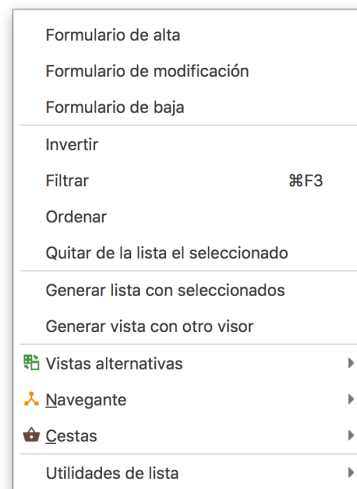 Formulario de alta
Formulario de modificación
Formulario de baja
Invertir
Filtrar ⌘F3
Ordenar
Quitar de la lista el seleccionado
Generar lista con seleccionados
Generar vista con otro visor
Vistas alternativas
Navegante
Cestas
Utilidades de lista